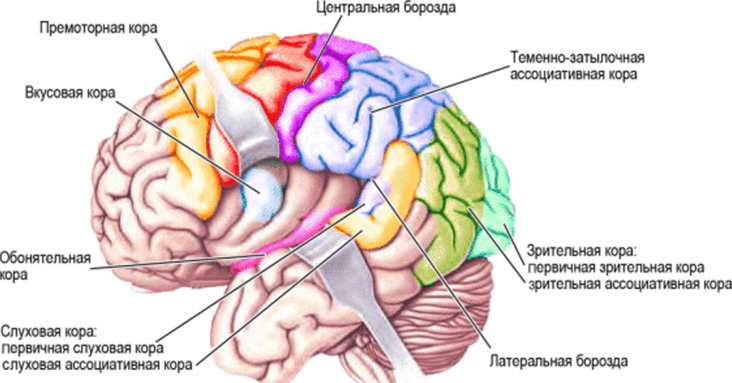 Центральная борозда
Премоторная кора
Теменно-затылочная
ассоциативная кора
Вкусовая кора
Обонятельная
кора
Зрительная кора:
первичная зрительная кора
зрительная ассоциативная кора
Слуховая кора:
первичная слуховая кора
слуховая ассоциативная кора
Латеральная борозда